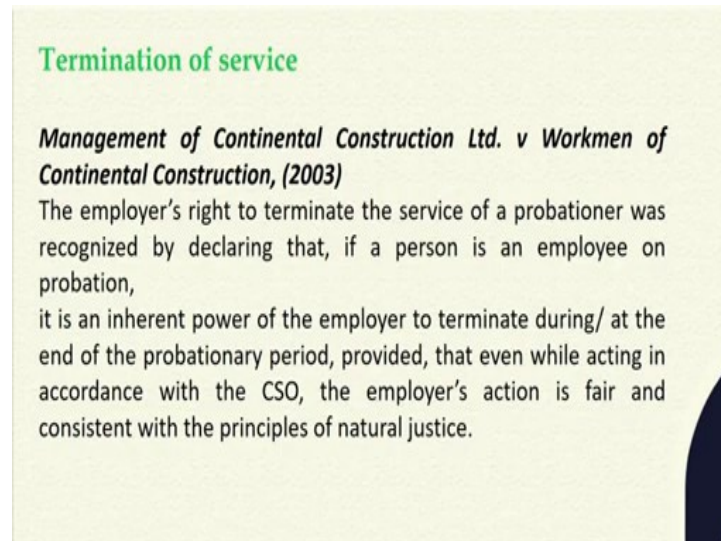 Termination of service
Management of Continental Construction Ltd. v Workmen of
Continental Construction, (2003)
The employer's right to terminate the service of a probationer was
recognized by declaring that, if a person is an employee on
probation,
it is an inherent power of the employer to terminate during/ at the
end of the probationary period, provided, that even while acting in
accordance with the CSO, the employer's action is fair and
consistent with the principles of natural justice.